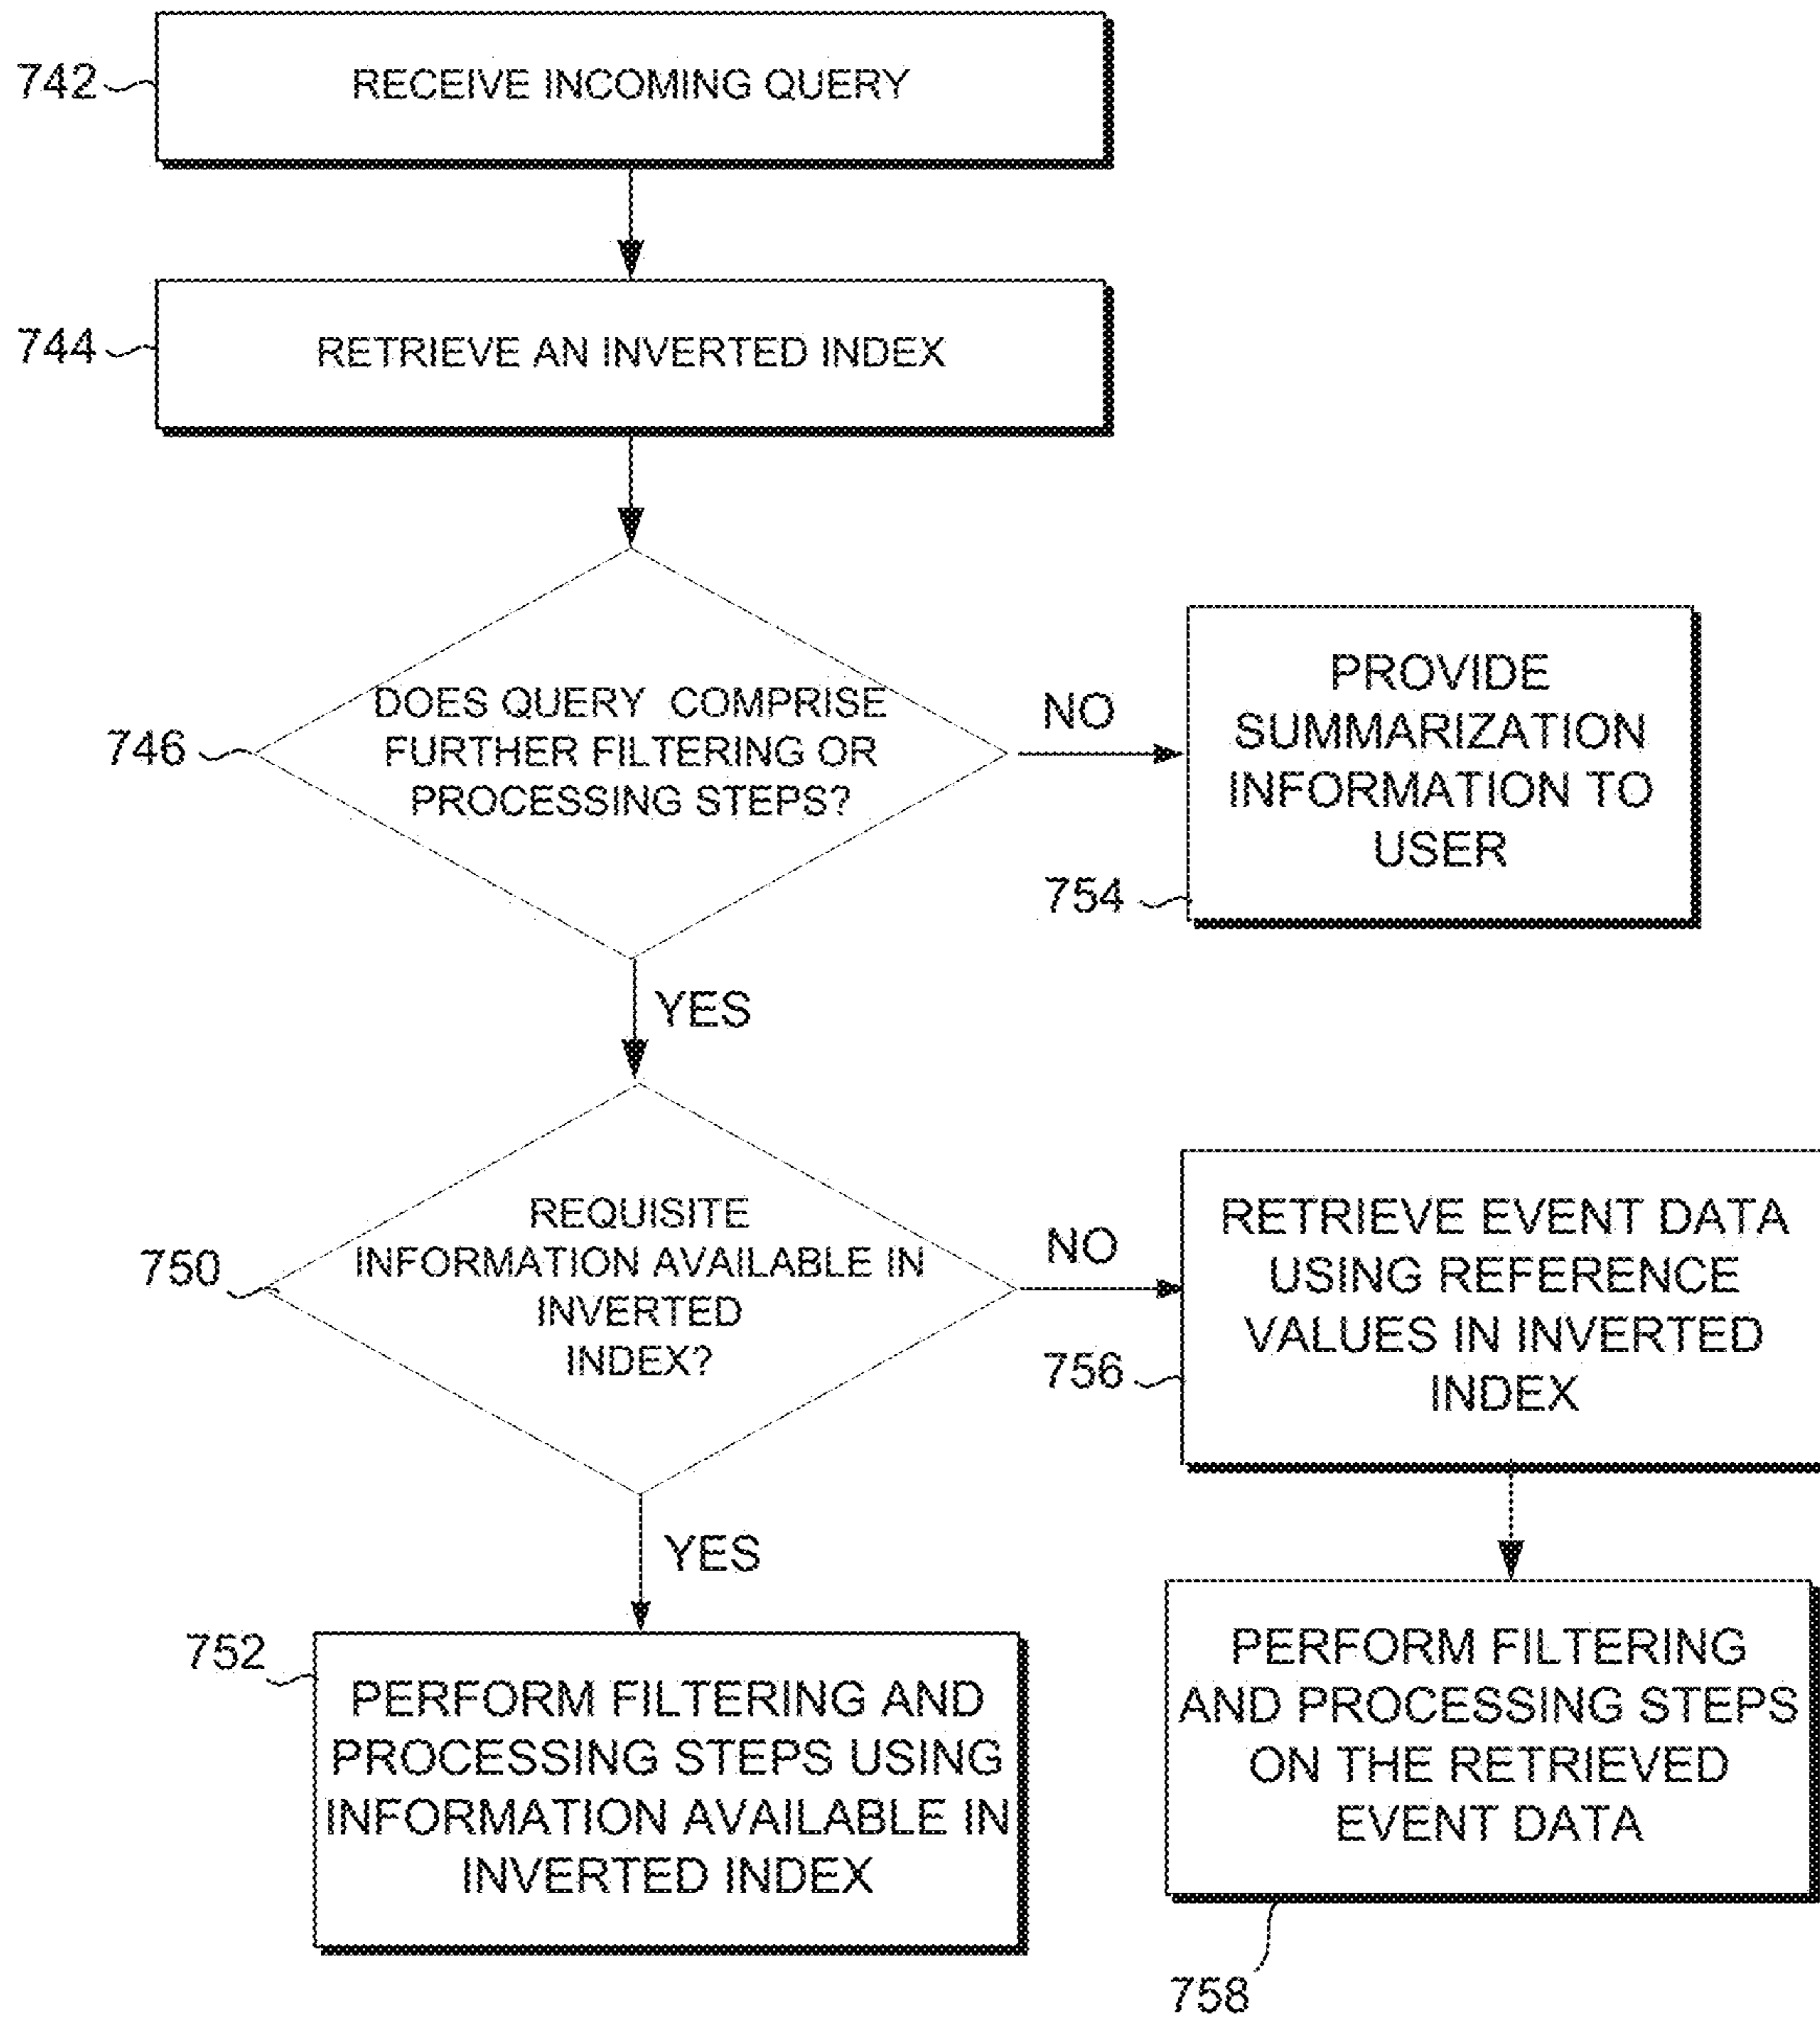 742
RECEIVE INCOMING QUERY
744
RETRIEVE AN INVERTED INDEX
746
DOES QUERY COMPRISE
FURTHER FILTERING OR
PROCESSING STEPS?
NO
PROVIDE
SUMMARIZATION
INFORMATION TO
USER
754
YES
750
REQUISITE
INFORMATION AVAILABLE IN
INVERTED
INDEX?
NO
RETRIEVE EVENT DATA
USING REFERENCE
VALUES IN INVERTED
INDEX
756
YES
752
PERFORM FILTERING AND
PROCESSING STEPS USING
INFORMATION AVAILABLE IN
INVERTED INDEX
PERFORM FILTERING
AND PROCESSING STEPS
ON THE RETRIEVED
EVENT DATA
758